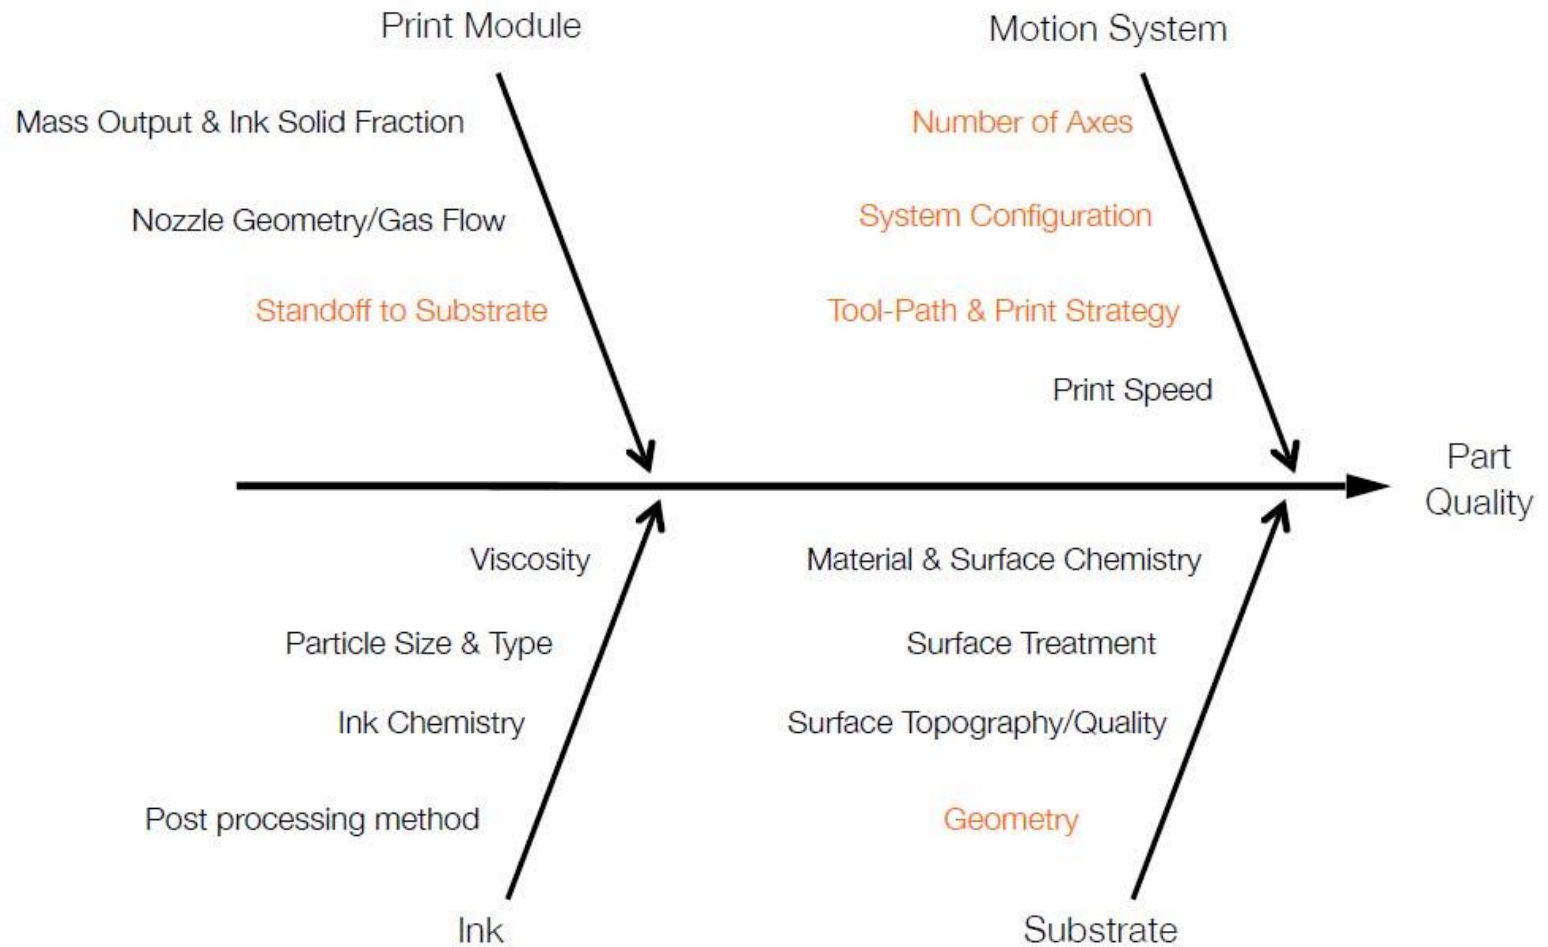 Print Module
Mass Output & Ink Solid Fraction
Nozzle Geometry/Gas Flow
Standoff to Substrate
Motion System
Number of Axes
System Configuration
Tool-Path & Print Strategy
Print Speed
Part
Quality
Viscosity
Particle Size & Type
Ink Chemistry
Post processing method
Ink
Material & Surface Chemistry
Surface Treatment
Surface Topography/Quality
Geometry
Substrate